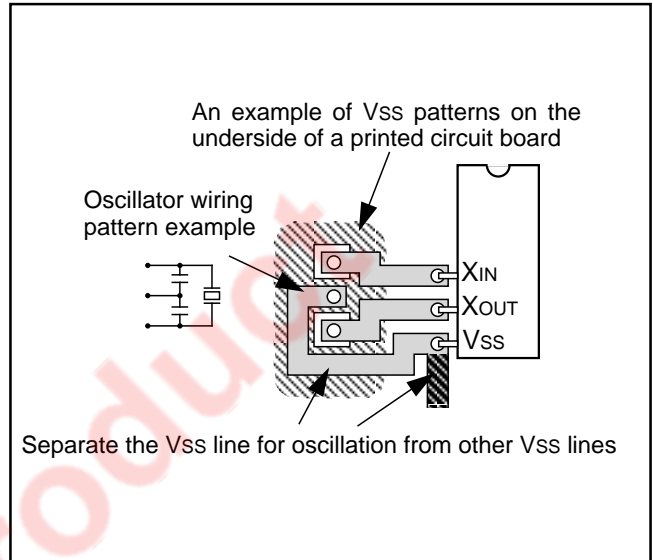 An example of VSS patterns on the
underside of a printed circuit board
Oscillator wiring
pattern example
XIN
XOUT
VSS
Separate the VSS line for oscillation from other VSS lines